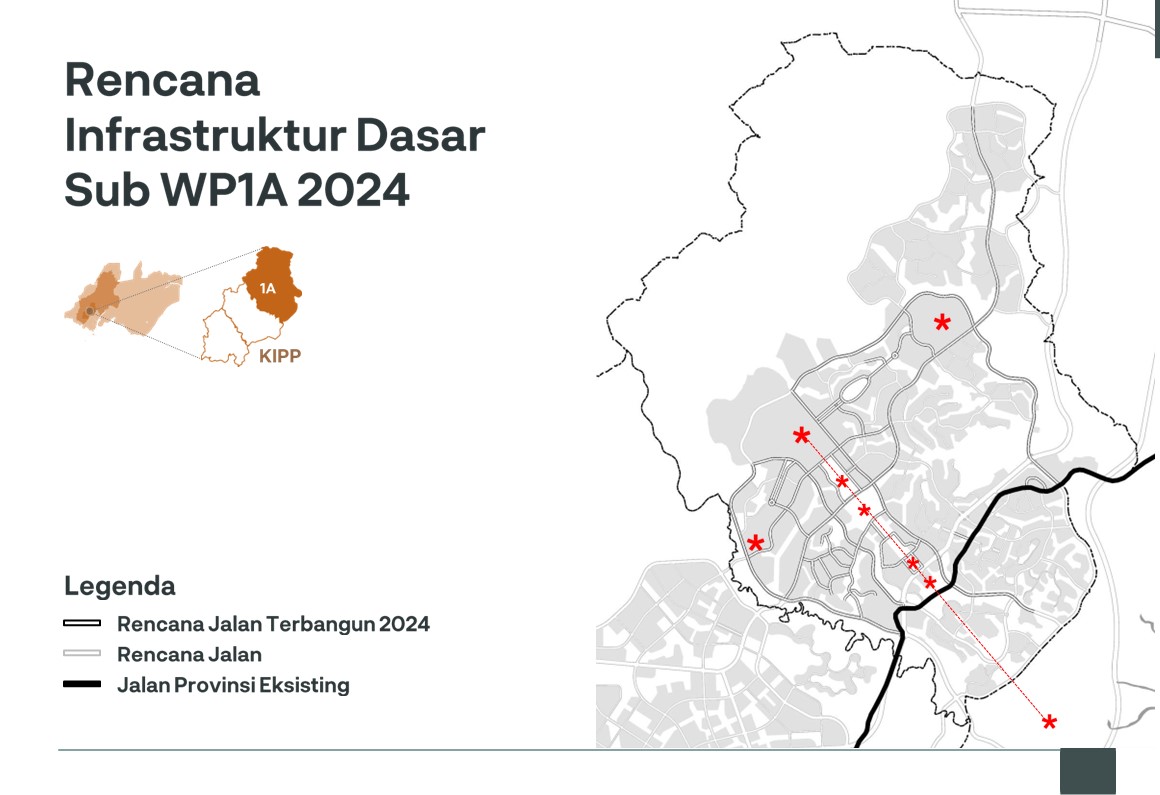 Rencana
Infrastruktur Dasar
Sub WP1A 2024
1A
KIPP
Legenda
Rencana Jalan Terbangun 2024
Rencana Jalan
Jalan Provinsi Eksisting